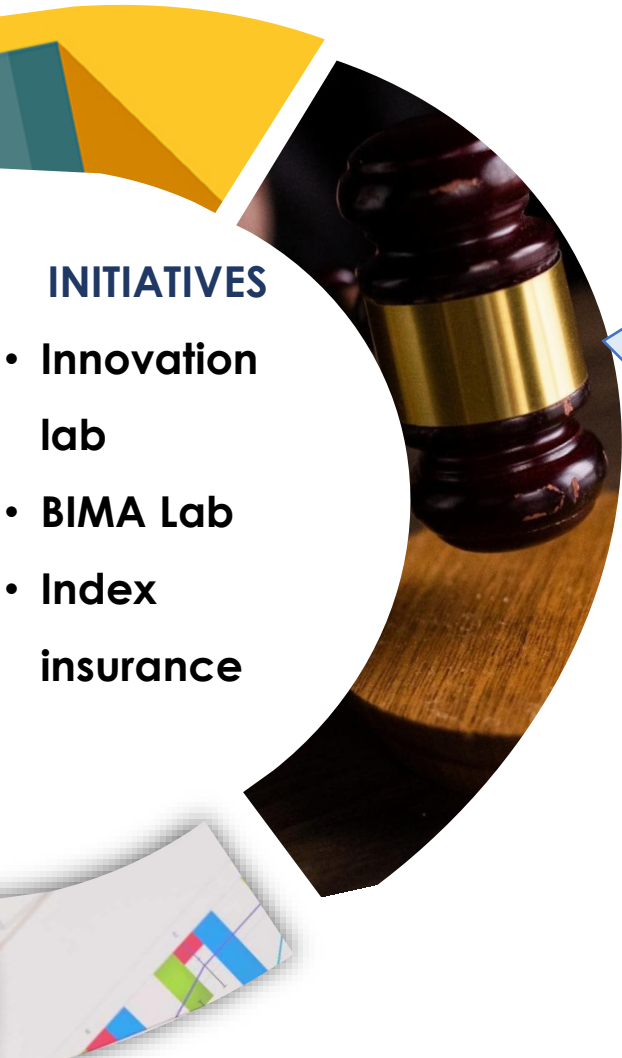 INITIATIVES
• Innovation
lab
• BIMA Lab
• Index
insurance